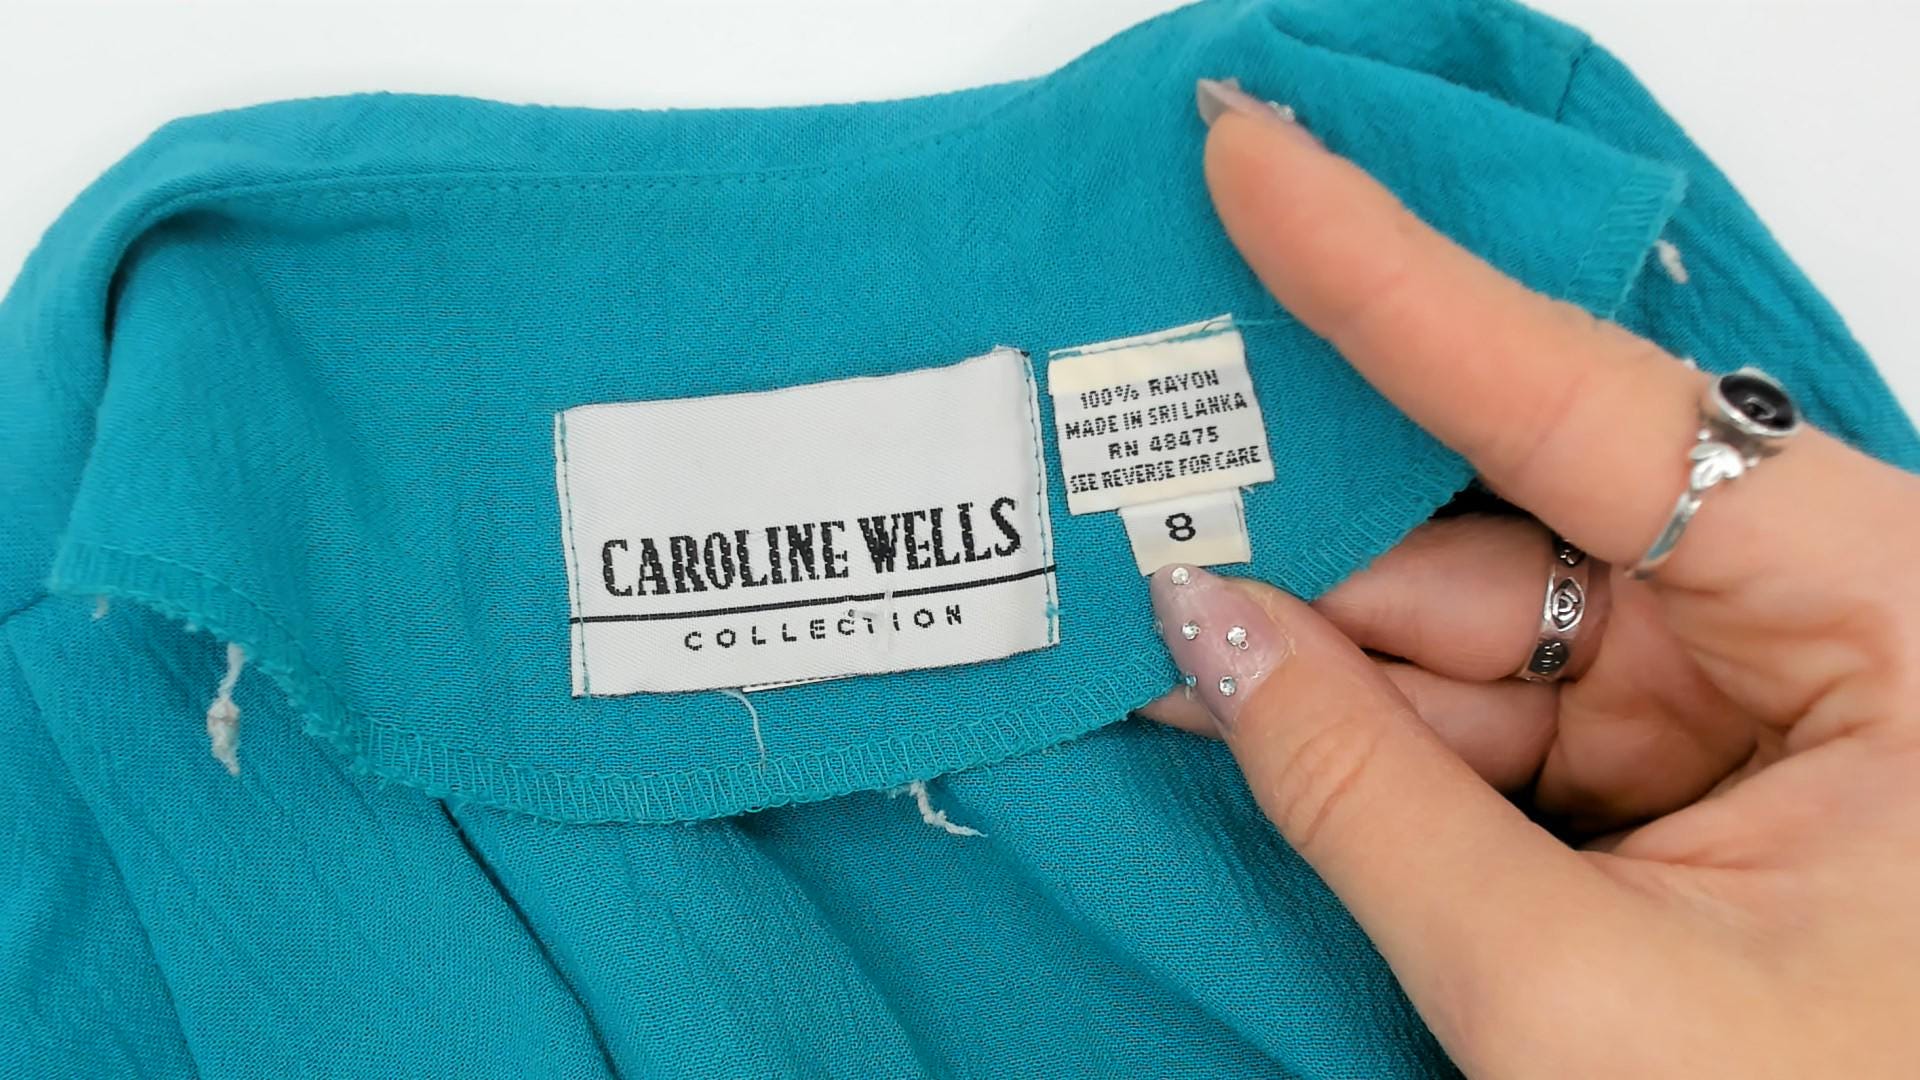 CAROLINE WELLS
COLLECTION
100% RAYON
MADE IN SRI LANKA
RN 48475
SEE REVERSE FOR CARE
8